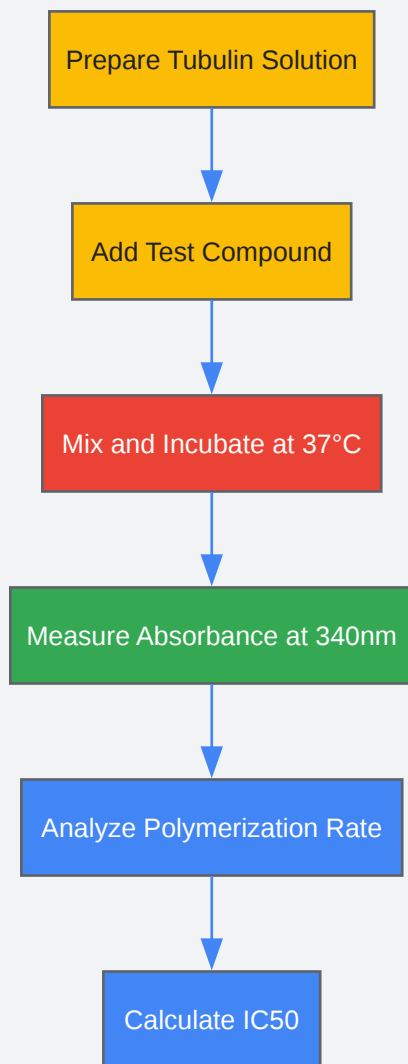 Prepare Tubulin Solution
Add Test Compound
Mix and Incubate at 37°C
Measure Absorbance at 340nm
Analyze Polymerization Rate
Calculate IC50